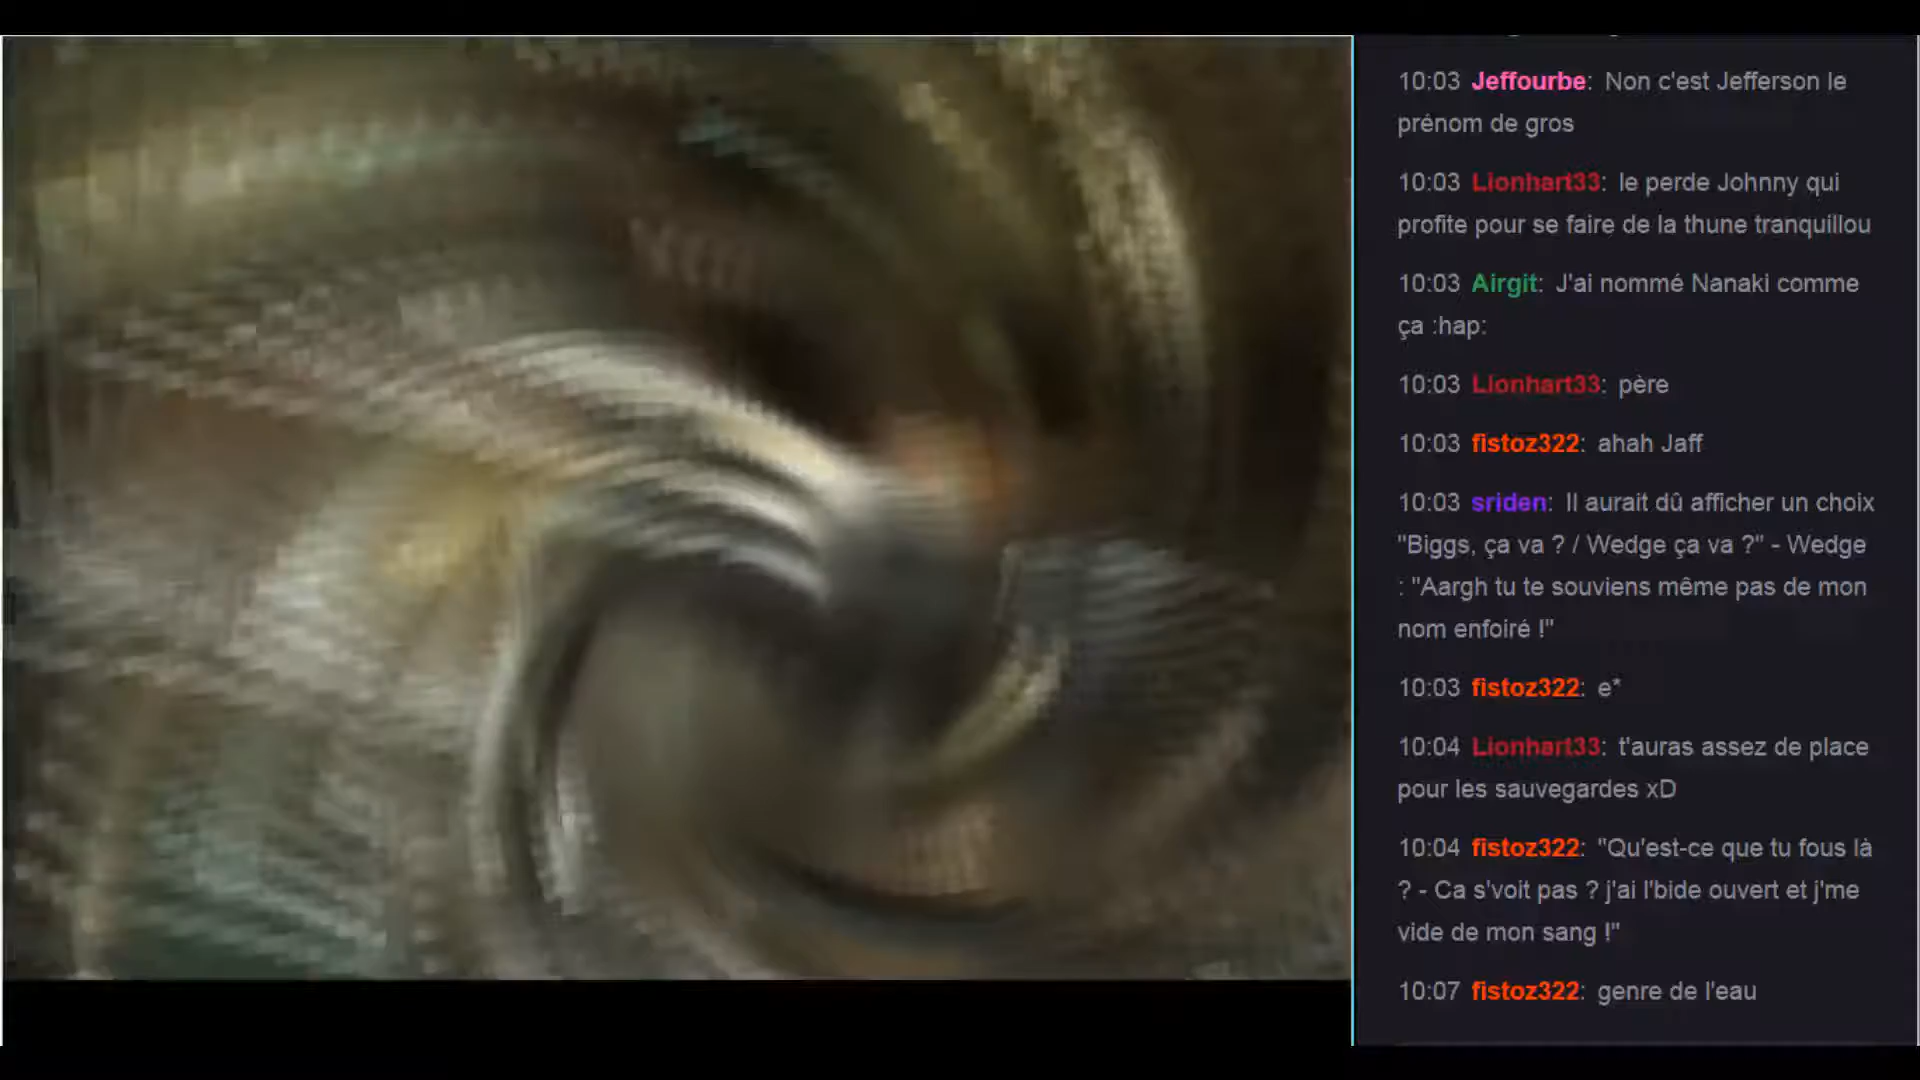 10:03 Jeffourbe: Non c'est Jefferson le
prénom de gros
10:03 Lionhart33: le perde Johnny qui
profite pour se faire de la thune tranquillou
10:03 Airgit: J'ai nommé Nanaki comme
ça :hap:
10:03 Lionhart33: père
10:03 fistoz322: ahah Jaff
10:03 sriden: Il aurait dû afficher un choix
"Biggs, ça va ? / Wedge ça va ?" - Wedge
: "Aargh tu te souviens même pas de mon
nom enfoiré !"
10:03 fistoz322: e*
10:04 Lionhart33: t'auras assez de place
pour les sauvegardes xD
10:04 fistoz322: "Qu'est-ce que tu fous là
? - Ca s'voit pas ? j'ai l'bide ouvert et j'me
vide de mon sang !"
10:07 fistoz322: genre de l'eau